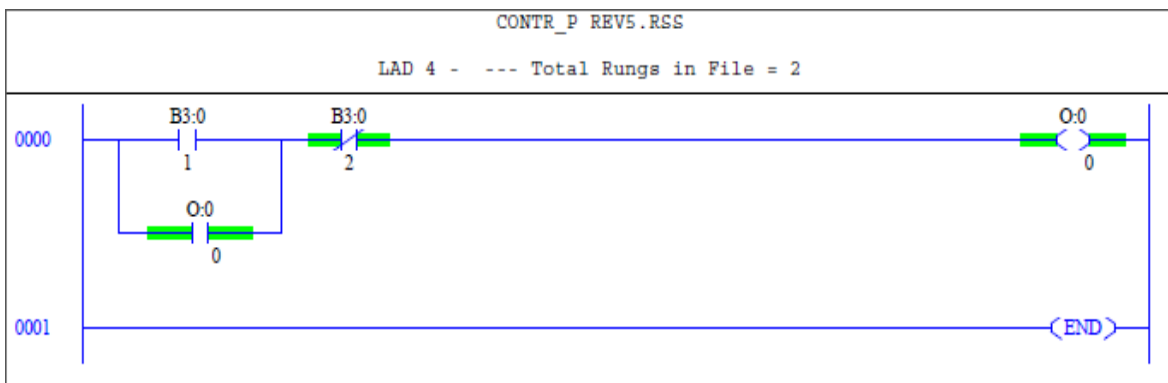 CONTR_P REV5.RSS
LAD 4 - --- Total Rungs in File = 2
B3:0 B3:0 O:0
0000
1 2 0
O:0
0
0001 END